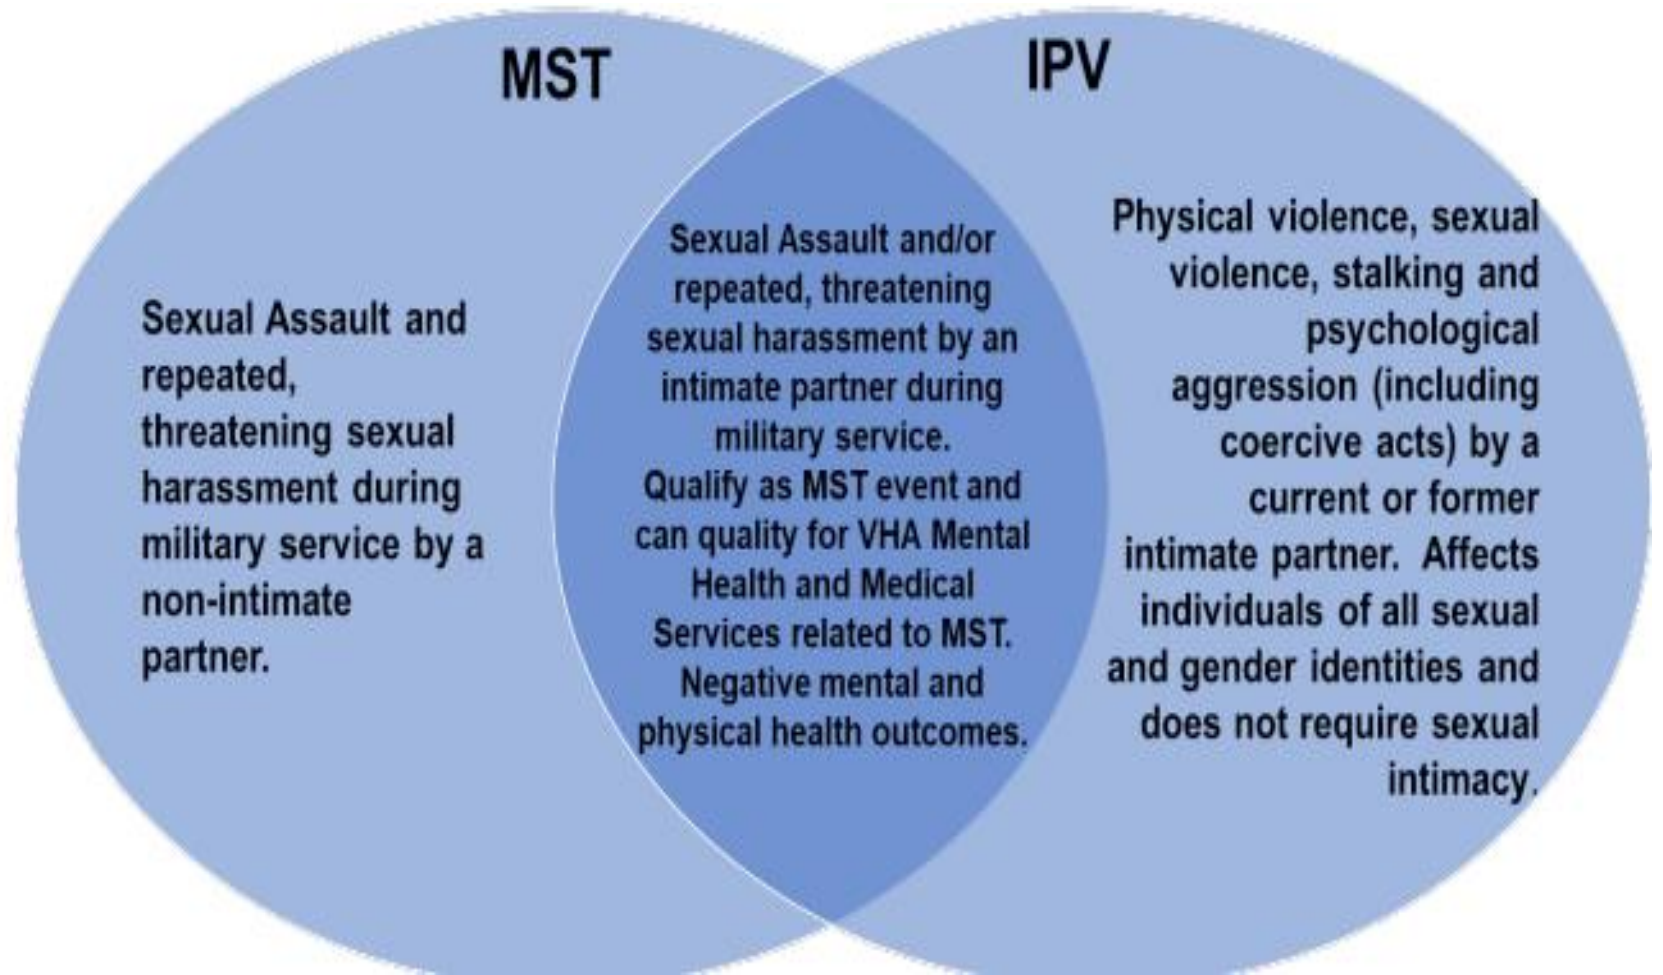 MST
IPV
Sexual Assault and
repeated,
threatening sexual
harassment during
military service by a
non-intimate
partner.
Sexual Assault and/or
repeated, threatening
sexual harassment by an
intimate partner during
military service.
Qualify as MST event and
can quality for VHA Mental
Health and Medical
Services related to MST.
Negative mental and
physical health outcomes.
Physical violence, sexual
violence, stalking and
psychological
aggression (including
coercive acts) by a
current or former
intimate partner. Affects
individuals of all sexual
and gender identities and
does not require sexual
intimacy.